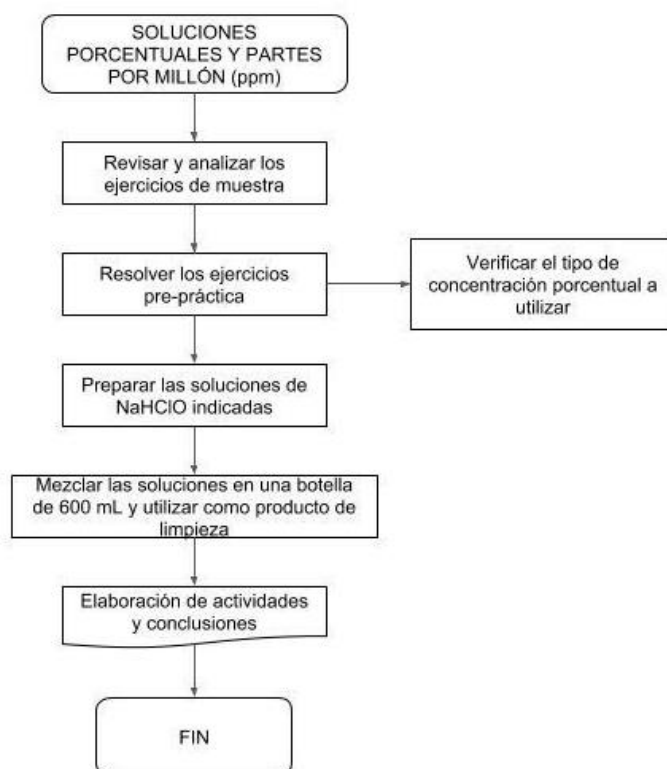 SOLUCIONES
PORCENTUALES Y PARTES
POR MILLÓN (ppm)
Revisar y analizar los
ejercicios de muestra
Resolver los ejercicios
pre-práctica
Verificar el tipo de
concentración porcentual a
utilizar
Preparar las soluciones de
NaHClO indicadas
Mezclar las soluciones en una botella
de 600 mL y utilizar como producto de
limpieza
Elaboración de actividades
y conclusiones
FIN